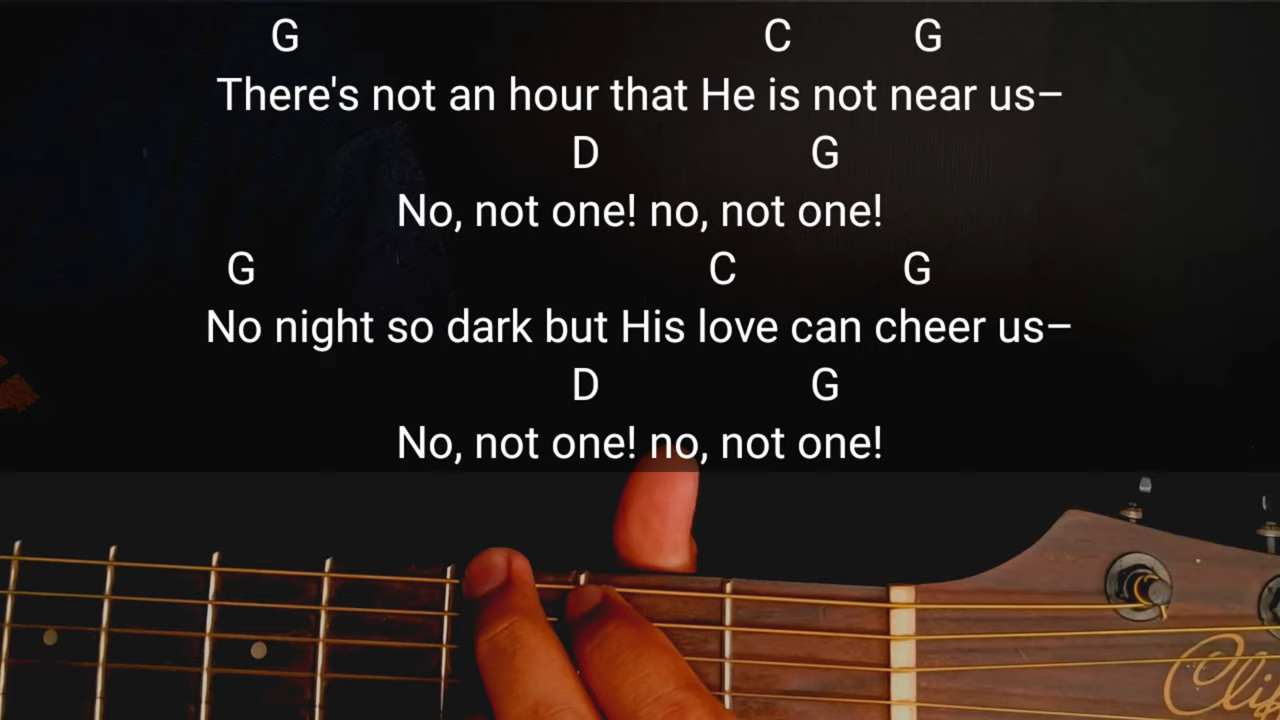 G C G
There's not an hour that He is not near us–
D G
No, not one! no, not one!
G C G
No night so dark but His love can cheer us–
D G
No, not one! no, not one!